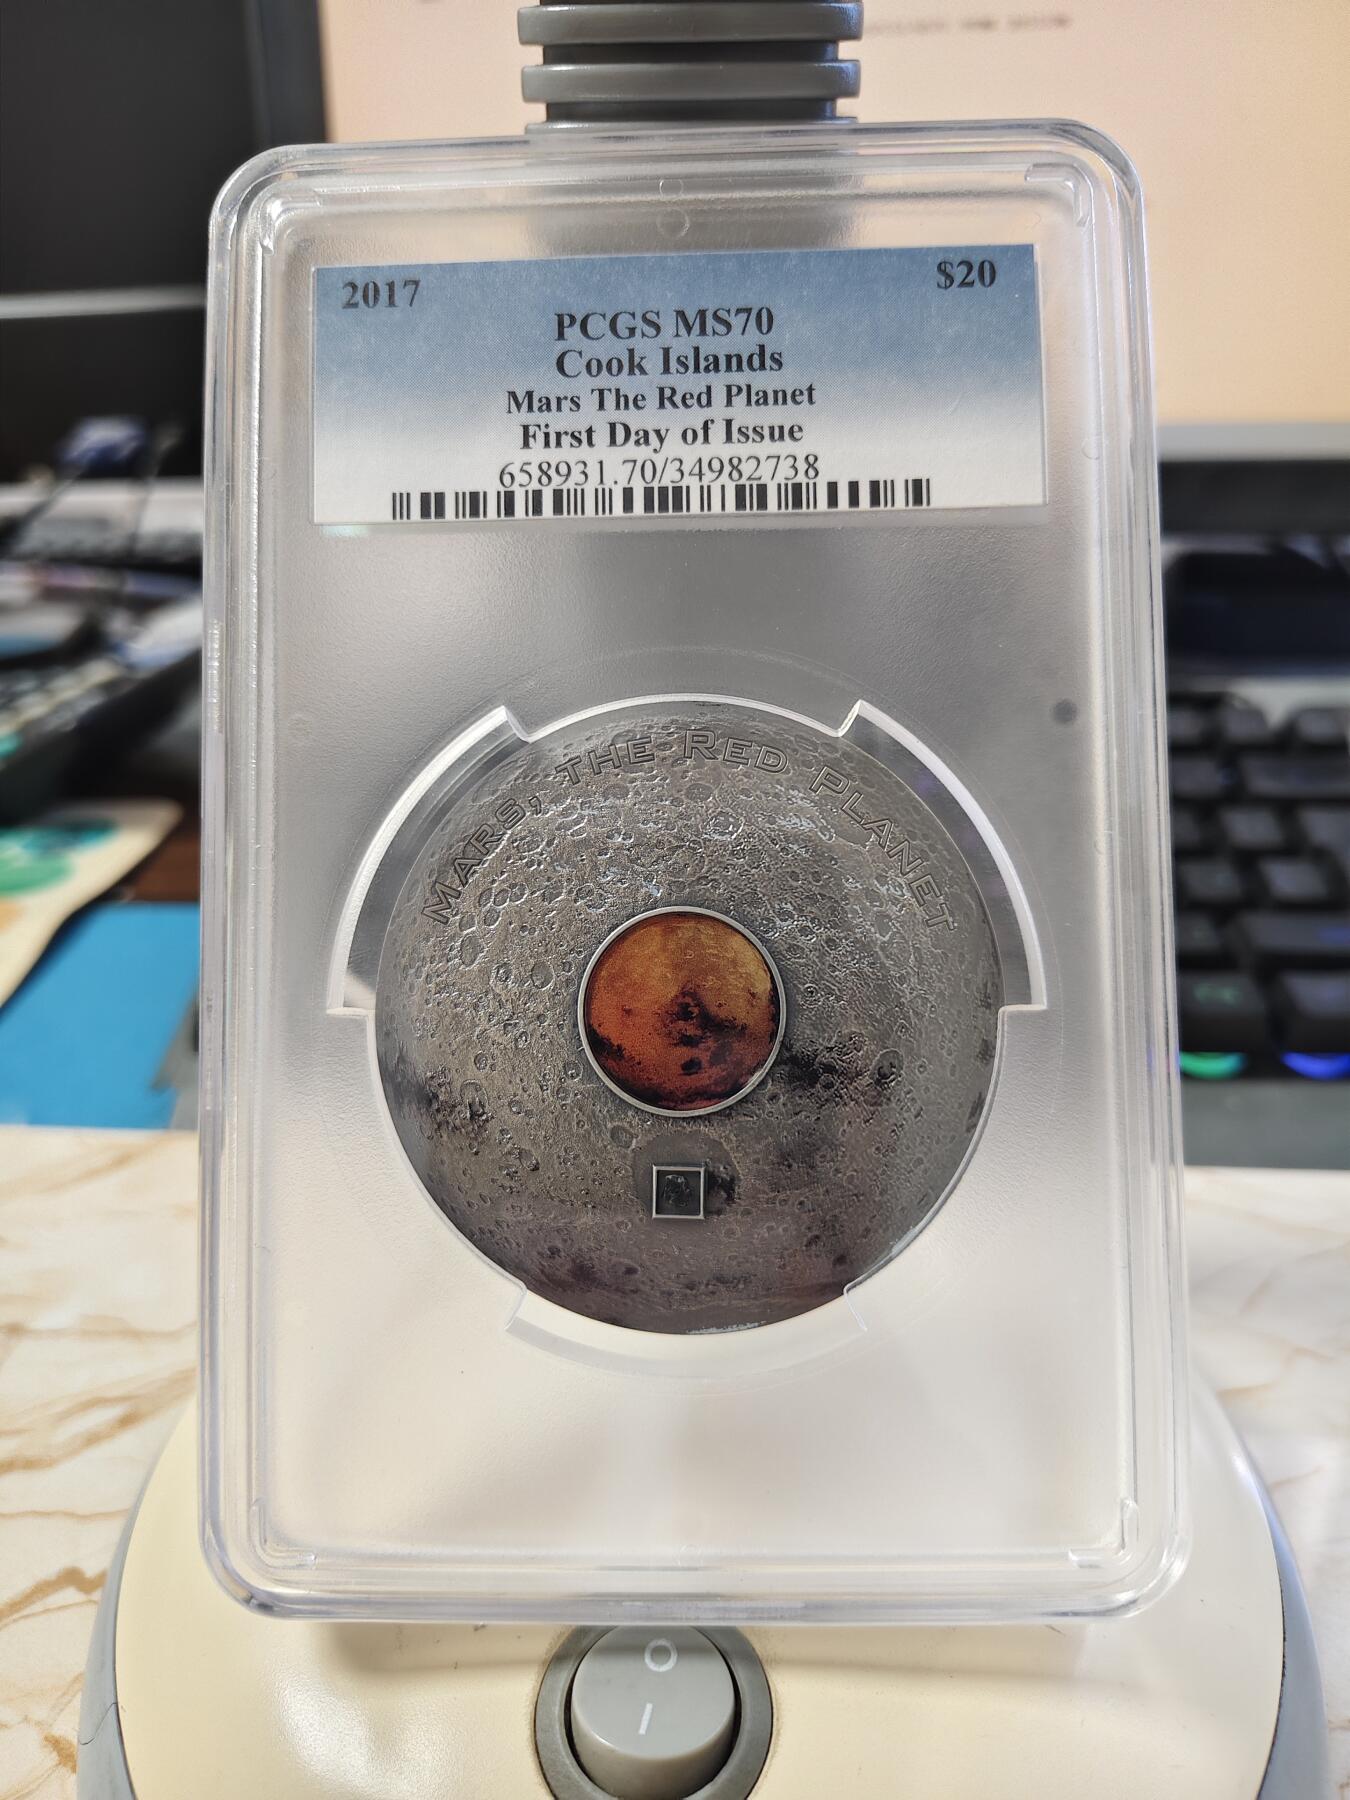 2017
$20
PCGS MS70
Cook Islands
Mars The Red Planet
First Day of Issue
658931.70/34982738
MARS, THE RED PLANET